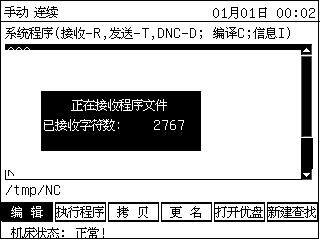 手动 连续 01月01日 00:02
系统程序(接收-R,发送-T,DNC-D; 编译C;信息I)
^^^
正在接收程序文件
已接收字符数: 2767
/tmp/NC
编 辑 执行程序 拷 贝 更 名 打开优盘 新建查找
机床状态: 正常!